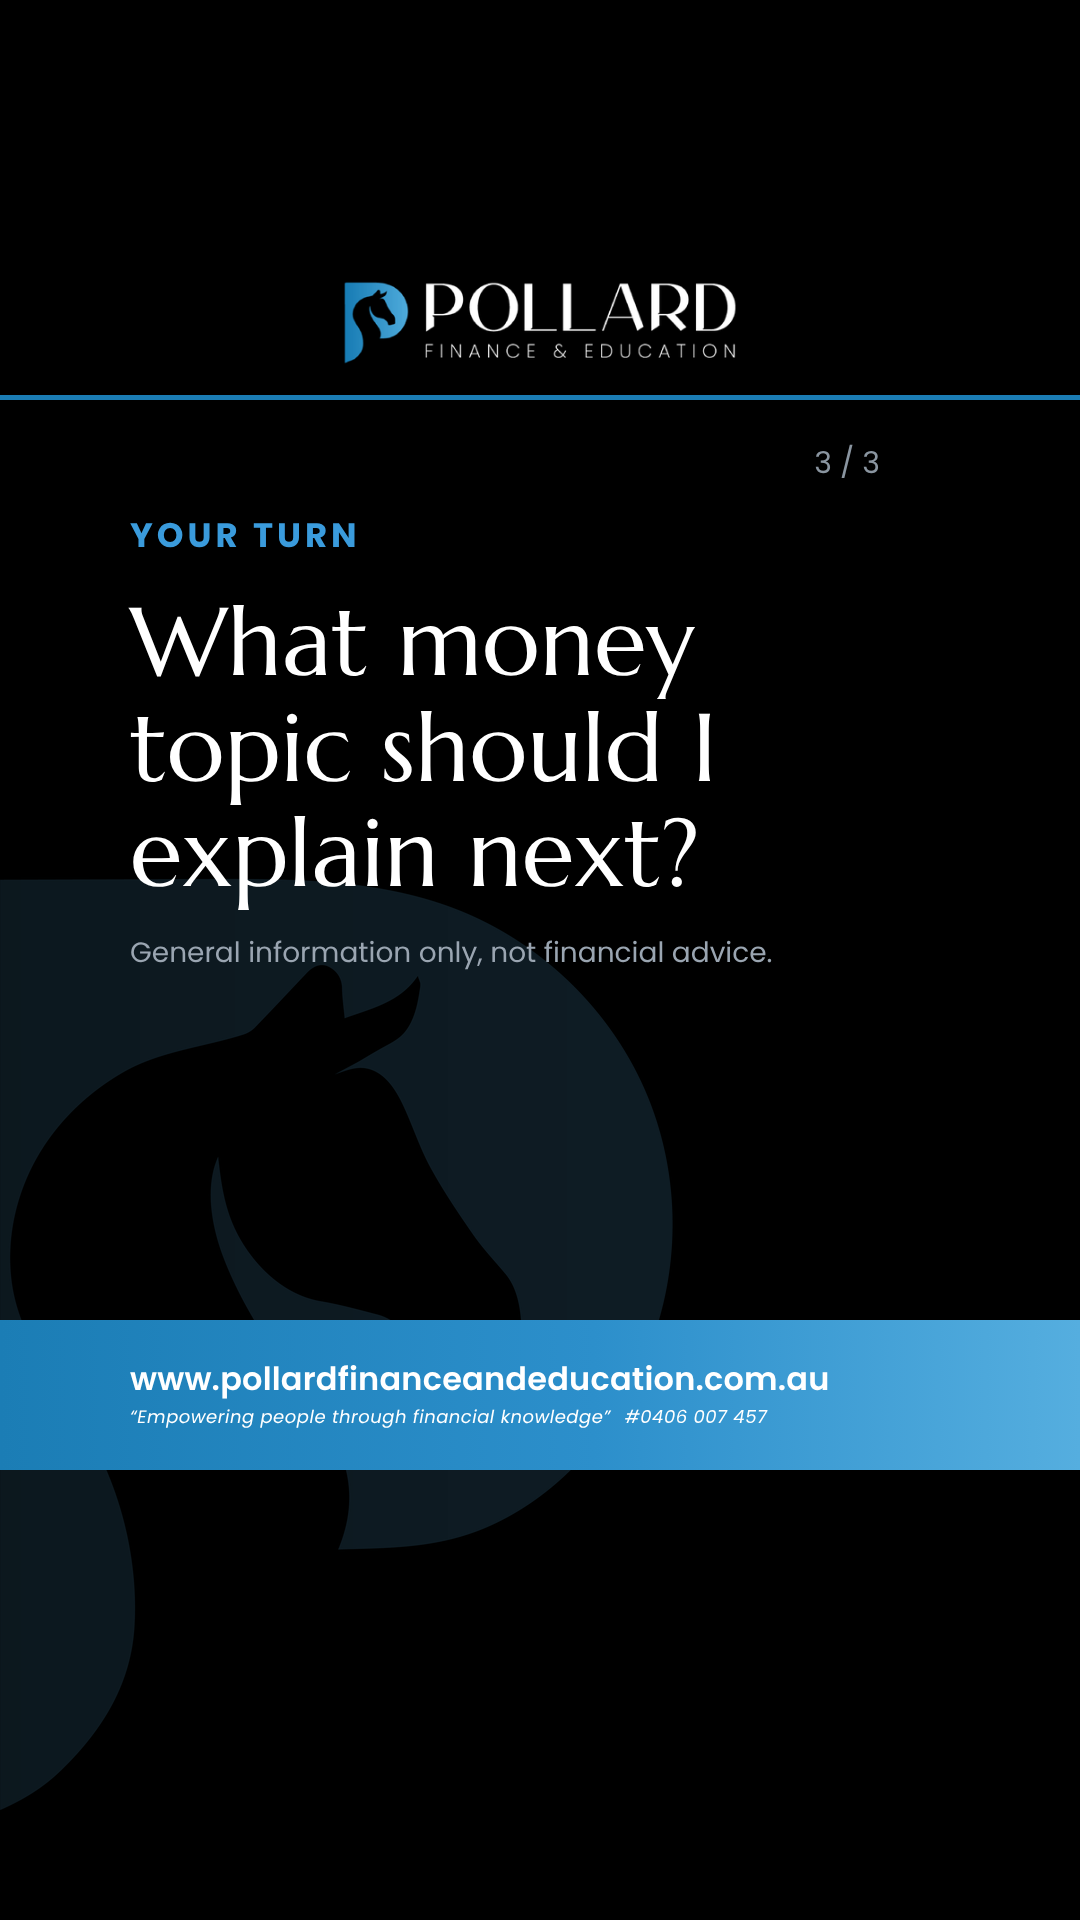 POLLARD
FINANCE & EDUCATION
3 / 3
YOUR TURN
What money
topic should I
explain next?
General information only, not financial advice.
www.pollardfinanceandeducation.com.au
“Empowering people through financial knowledge” #0406 007 457